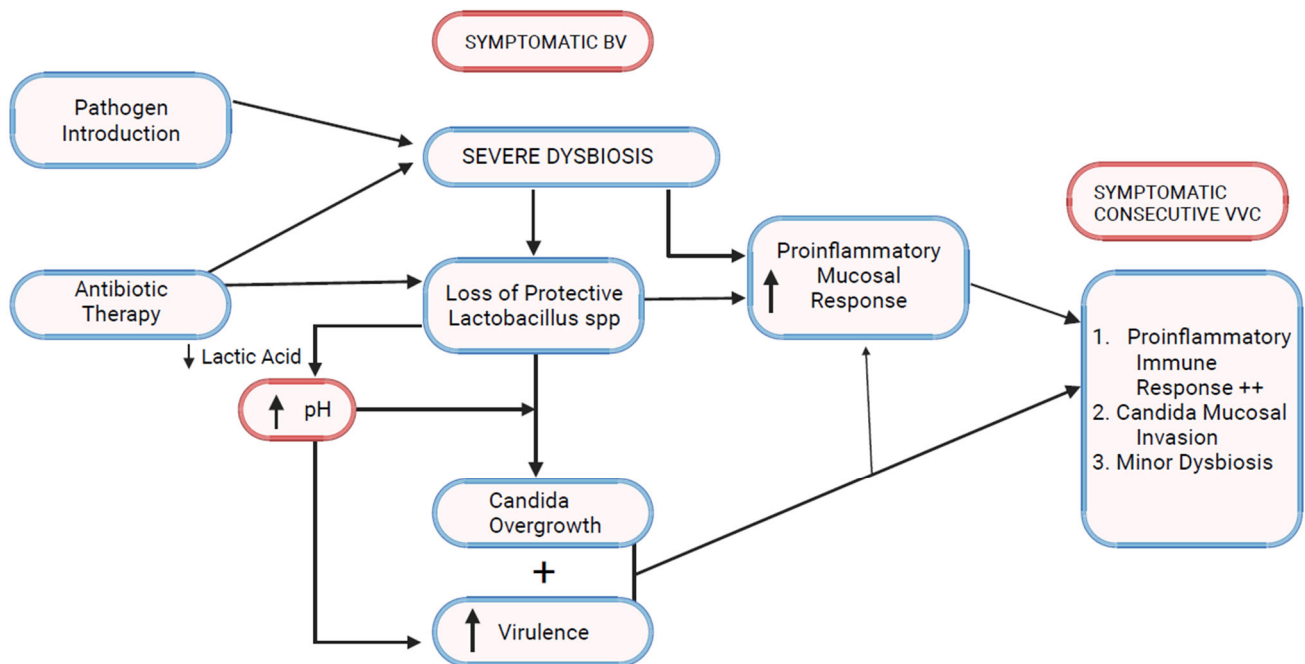 SYMPTOMATIC BV
Pathogen
Introduction
SEVERE DYSBIOSIS
SYMPTOMATIC
CONSECUTIVE VVC
Antibiotic
Therapy
Loss of Protective
Lactobacillus spp
Proinflammatory
Mucosal
Response
↓ Lactic Acid
↑ pH
1. Proinflammatory
Immune
Response ++
2. Candida Mucosal
Invasion
3. Minor Dysbiosis
Candida
Overgrowth
+
↑ Virulence